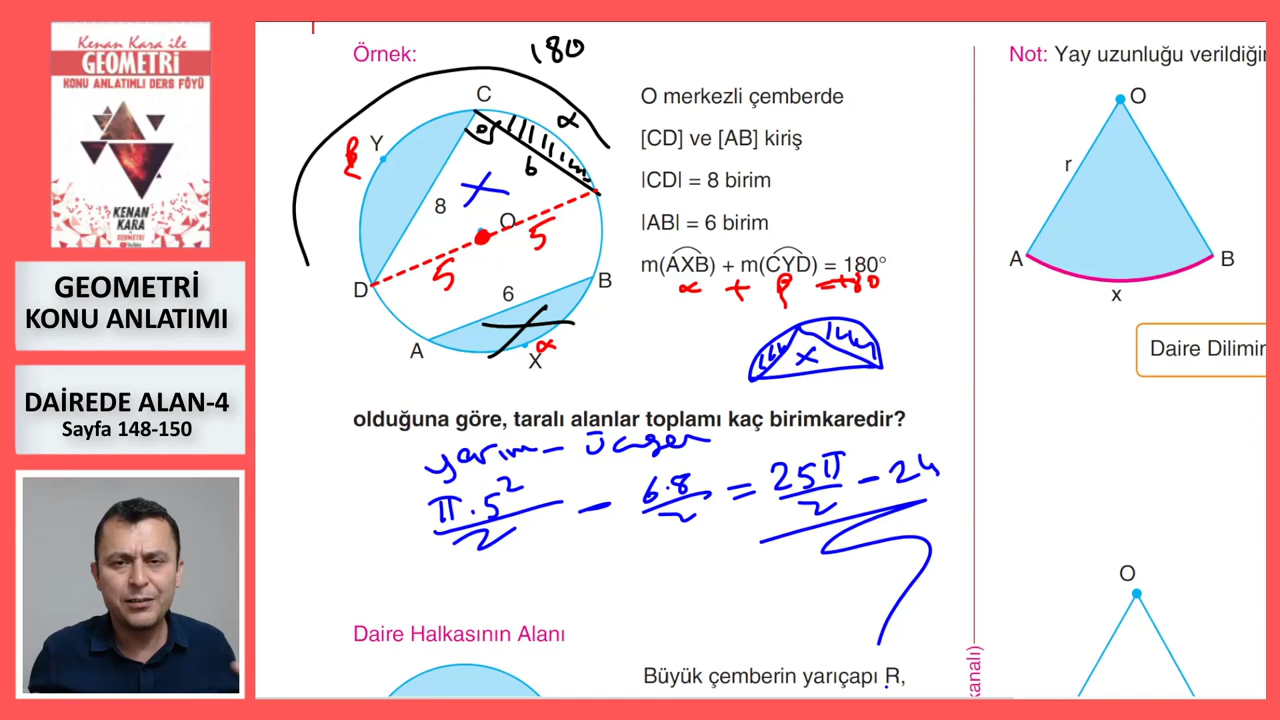 Kenan Kara ile
GEOMETRİ
KONU ANLATIMLI DERS FÖYÜ
KENAN
KARA
GEOMETRİ
KONU ANLATIMI
DAİREDE ALAN-4
Sayfa 148-150
Örnek:
180
C
α
Y
β
6
8
O
5
5
D
6
B
A
α
X
O merkezli çemberde
[CD] ve [AB] kiriş
|CD| = 8 birim
|AB| = 6 birim
m(AXB) + m(CYD) = 180°
α + β = 180
X
olduğuna göre, taralı alanlar toplamı kaç birimkaredir?
yarım - üçgen
π.5²/2 - 6.8/2 = 25π/2 - 24
Daire Halkasının Alanı
Büyük çemberin yarıçapı R,
Not: Yay uzunluğu verildiğin
O
r
A
B
x
Daire Dilimin
O
kanalı)